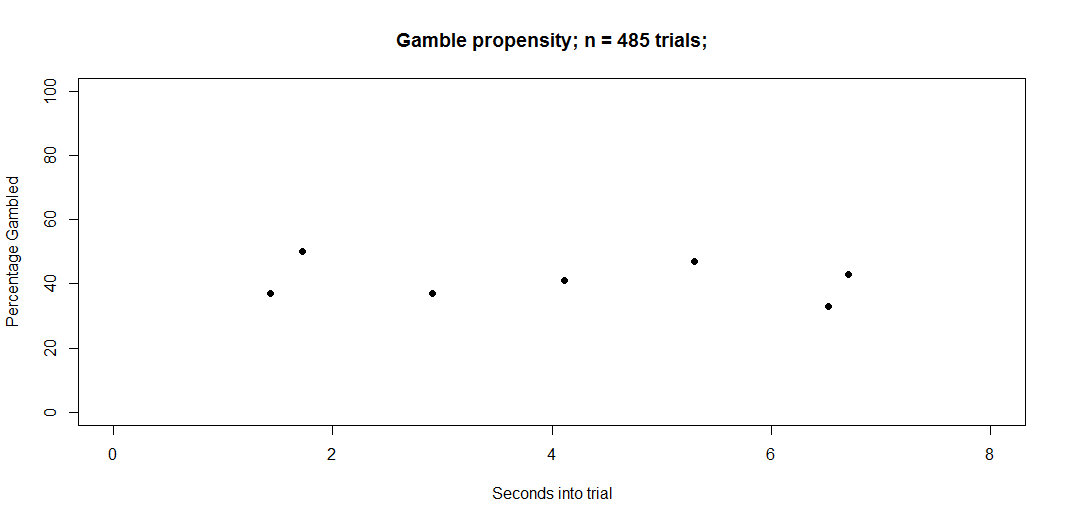 Gamble propensity; n = 485 trials;
Percentage Gambled
100
80
60
40
20
0
0 2 4 6 8
Seconds into trial